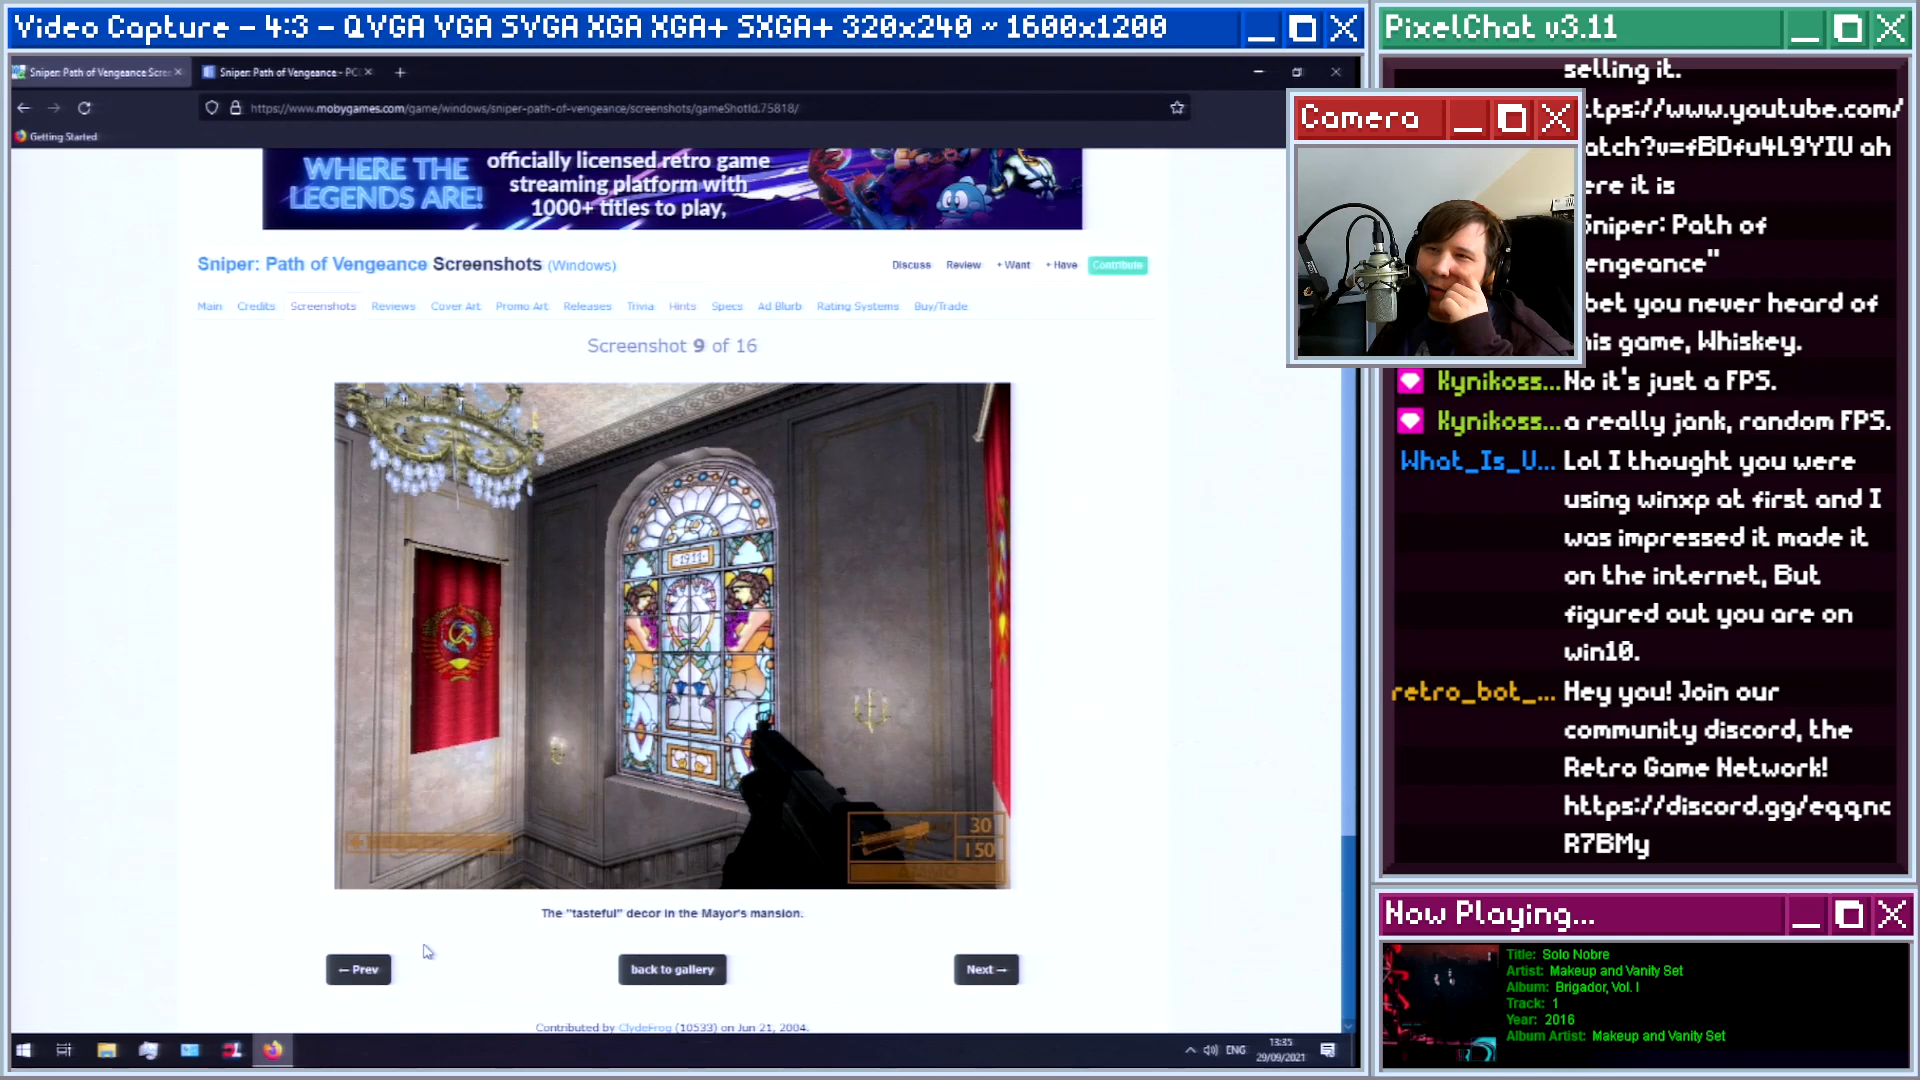 Video Capture - 4:3 - QVGA VGA SVGA XGA XGA+ SXGA+ 320x240 ~ 1600x1200
Sniper: Path of Vengeance Scree
Sniper: Path of Vengeance - PC
https://www.mobygames.com/game/windows/sniper-path-of-vengeance/screenshots/gameShotId,75818/
Getting Started
WHERE THE
LEGENDS ARE!
officially licensed retro game
streaming platform with
1000+ titles to play,
Sniper: Path of Vengeance Screenshots (Windows)
Discuss Review + Want + Have Contribute
Main Credits Screenshots Reviews Cover Art Promo Art Releases Trivia Hints Specs Ad Blurb Rating Systems Buy/Trade
Screenshot 9 of 16
1911
30
150
AMMO
The "tasteful" decor in the Mayor's mansion.
← Prev
back to gallery
Next →
Contributed by ClydeFrog (10533) on Jun 21, 2004.
ENG
13:35
29/09/2021
Camera
PixelChat v3.11
selling it.
ttps://www.youtube.com/
atch?v=fBDfu4L9YIU ah
ere it is
Sniper: Path of
engeance"
bet you never heard of
his game, Whiskey.
Kynikoss... No it's just a FPS.
Kynikoss... a really jank, random FPS.
What_Is_U... Lol I thought you were
using winxp at first and I
was impressed it made it
on the internet, But
figured out you are on
win10.
retro_bot_... Hey you! Join our
community discord, the
Retro Game Network!
https://discord.gg/eqqnc
R7BMy
Now Playing...
Title: Solo Nobre
Artist: Makeup and Vanity Set
Album: Brigador, Vol. I
Track: 1
Year: 2016
Album Artist: Makeup and Vanity Set